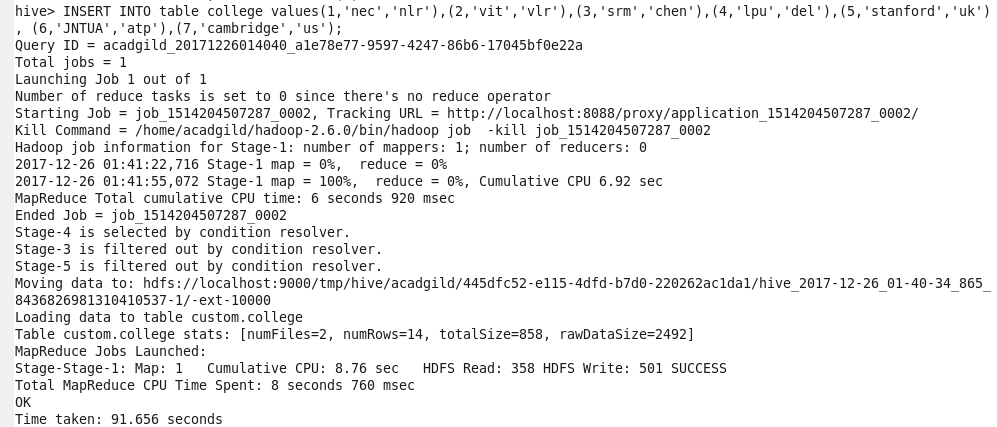 hive> INSERT INTO table college values(1,'nec','nlr'),(2,'vit','vlr'),(3,'srm','chen'),(4,'lpu','del'),(5,'stanford','uk')
, (6,'JNTUA','atp'),(7,'cambridge','us');
Query ID = acadgild_20171226014040_a1e78e77-9597-4247-86b6-17045bf0e22a
Total jobs = 1
Launching Job 1 out of 1
Number of reduce tasks is set to 0 since there's no reduce operator
Starting Job = job_1514204507287_0002, Tracking URL = http://localhost:8088/proxy/application_1514204507287_0002/
Kill Command = /home/acadgild/hadoop-2.6.0/bin/hadoop job  -kill job_1514204507287_0002
Hadoop job information for Stage-1: number of mappers: 1; number of reducers: 0
2017-12-26 01:41:22,716 Stage-1 map = 0%,  reduce = 0%
2017-12-26 01:41:55,072 Stage-1 map = 100%,  reduce = 0%, Cumulative CPU 6.92 sec
MapReduce Total cumulative CPU time: 6 seconds 920 msec
Ended Job = job_1514204507287_0002
Stage-4 is selected by condition resolver.
Stage-3 is filtered out by condition resolver.
Stage-5 is filtered out by condition resolver.
Moving data to: hdfs://localhost:9000/tmp/hive/acadgild/445dfc52-e115-4dfd-b7d0-220262ac1da1/hive_2017-12-26_01-40-34_865_
8436826981310410537-1/-ext-10000
Loading data to table custom.college
Table custom.college stats: [numFiles=2, numRows=14, totalSize=858, rawDataSize=2492]
MapReduce Jobs Launched:
Stage-Stage-1: Map: 1   Cumulative CPU: 8.76 sec   HDFS Read: 358 HDFS Write: 501 SUCCESS
Total MapReduce CPU Time Spent: 8 seconds 760 msec
OK
Time taken: 91.656 seconds